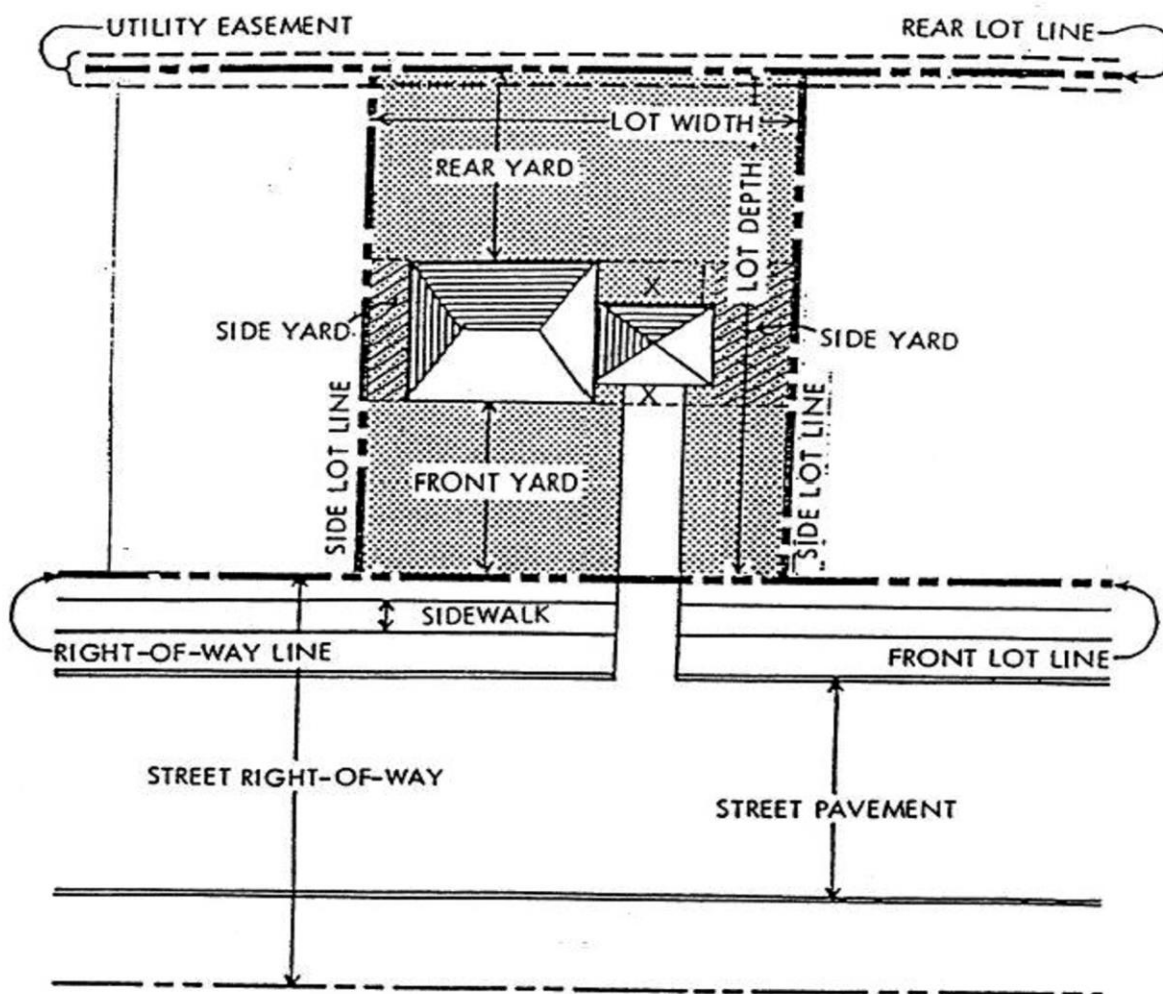 UTILITY EASEMENT
REAR LOT LINE
LOT WIDTH
REAR YARD
LOT DEPTH
X
SIDE YARD
SIDE YARD
X
SIDE LOT LINE
FRONT YARD
SIDE LOT LINE
SIDEWALK
RIGHT-OF-WAY LINE
FRONT LOT LINE
STREET RIGHT-OF-WAY
STREET PAVEMENT